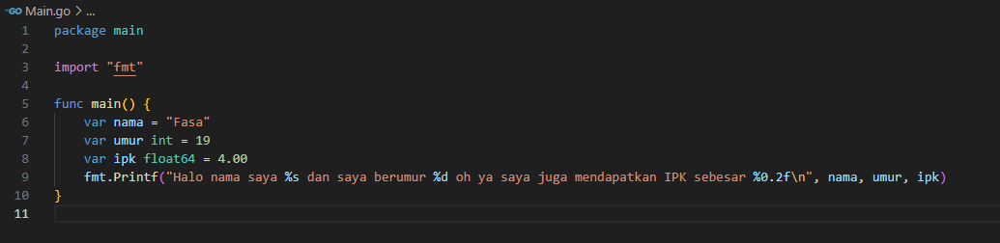 GO Main.go > ...
1 package main
2
3 import "fmt"
4
5 func main() {
6     var nama = "Fasa"
7     var umur int = 19
8     var ipk float64 = 4.00
9     fmt.Printf("Halo nama saya %s dan saya berumur %d oh ya saya juga mendapatkan IPK sebesar %0.2f\n", nama, umur, ipk)
10 }
11